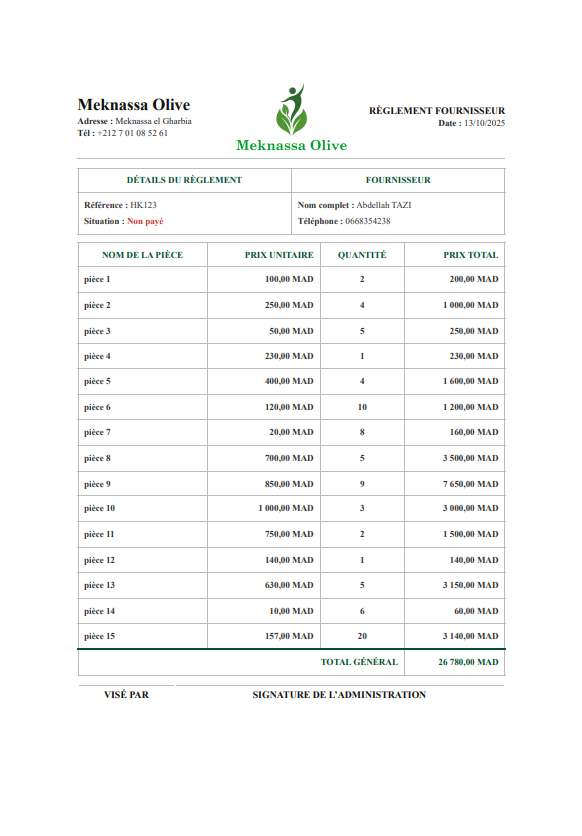 Meknassa Olive
Adresse : Meknassa el Gharbia
Tél : +212 7 01 08 52 61
Meknassa Olive
RÈGLEMENT FOURNISSEUR
Date : 13/10/2025
DÉTAILS DU RÈGLEMENT FOURNISSEUR
Référence : HK123
Situation : Non payé
Nom complet : Abdellah TAZI
Téléphone : 0668354238
NOM DE LA PIÈCE PRIX UNITAIRE QUANTITÉ PRIX TOTAL
pièce 1 100,00 MAD 2 200,00 MAD
pièce 2 250,00 MAD 4 1 000,00 MAD
pièce 3 50,00 MAD 5 250,00 MAD
pièce 4 230,00 MAD 1 230,00 MAD
pièce 5 400,00 MAD 4 1 600,00 MAD
pièce 6 120,00 MAD 10 1 200,00 MAD
pièce 7 20,00 MAD 8 160,00 MAD
pièce 8 700,00 MAD 5 3 500,00 MAD
pièce 9 850,00 MAD 9 7 650,00 MAD
pièce 10 1 000,00 MAD 3 3 000,00 MAD
pièce 11 750,00 MAD 2 1 500,00 MAD
pièce 12 140,00 MAD 1 140,00 MAD
pièce 13 630,00 MAD 5 3 150,00 MAD
pièce 14 10,00 MAD 6 60,00 MAD
pièce 15 157,00 MAD 20 3 140,00 MAD
TOTAL GÉNÉRAL 26 780,00 MAD
VISÉ PAR SIGNATURE DE L'ADMINISTRATION